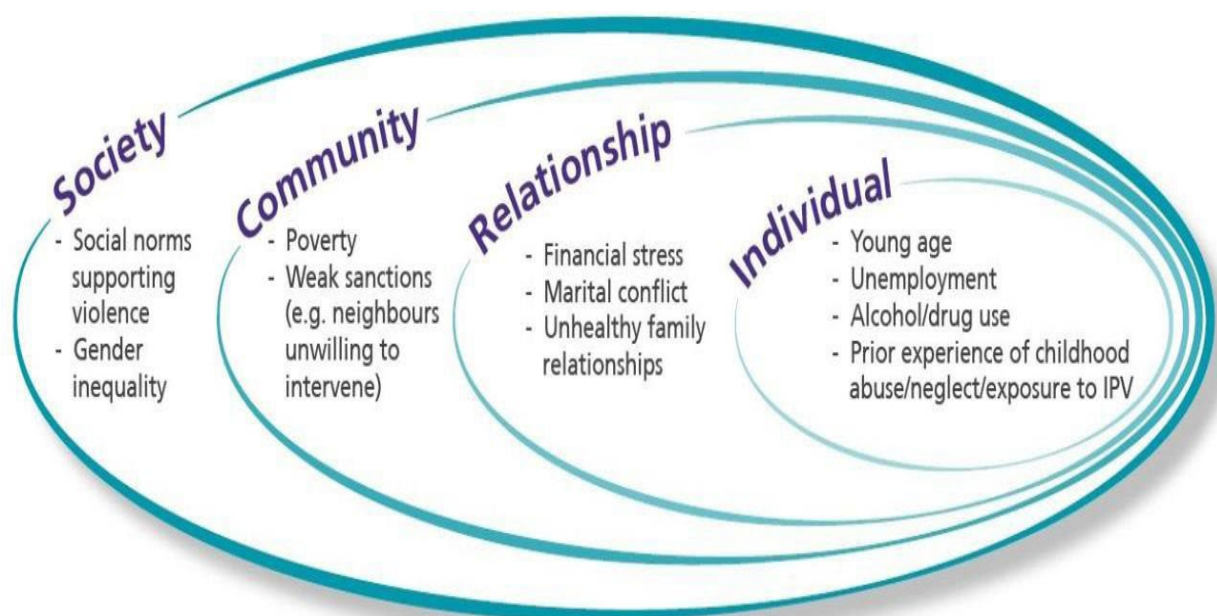 Society
- Social norms
supporting
violence
- Gender
inequality
Community
- Poverty
- Weak sanctions
(e.g. neighbours
unwilling to
intervene)
Relationship
- Financial stress
- Marital conflict
- Unhealthy family
relationships
Individual
- Young age
- Unemployment
- Alcohol/drug use
- Prior experience of childhood
abuse/neglect/exposure to IPV